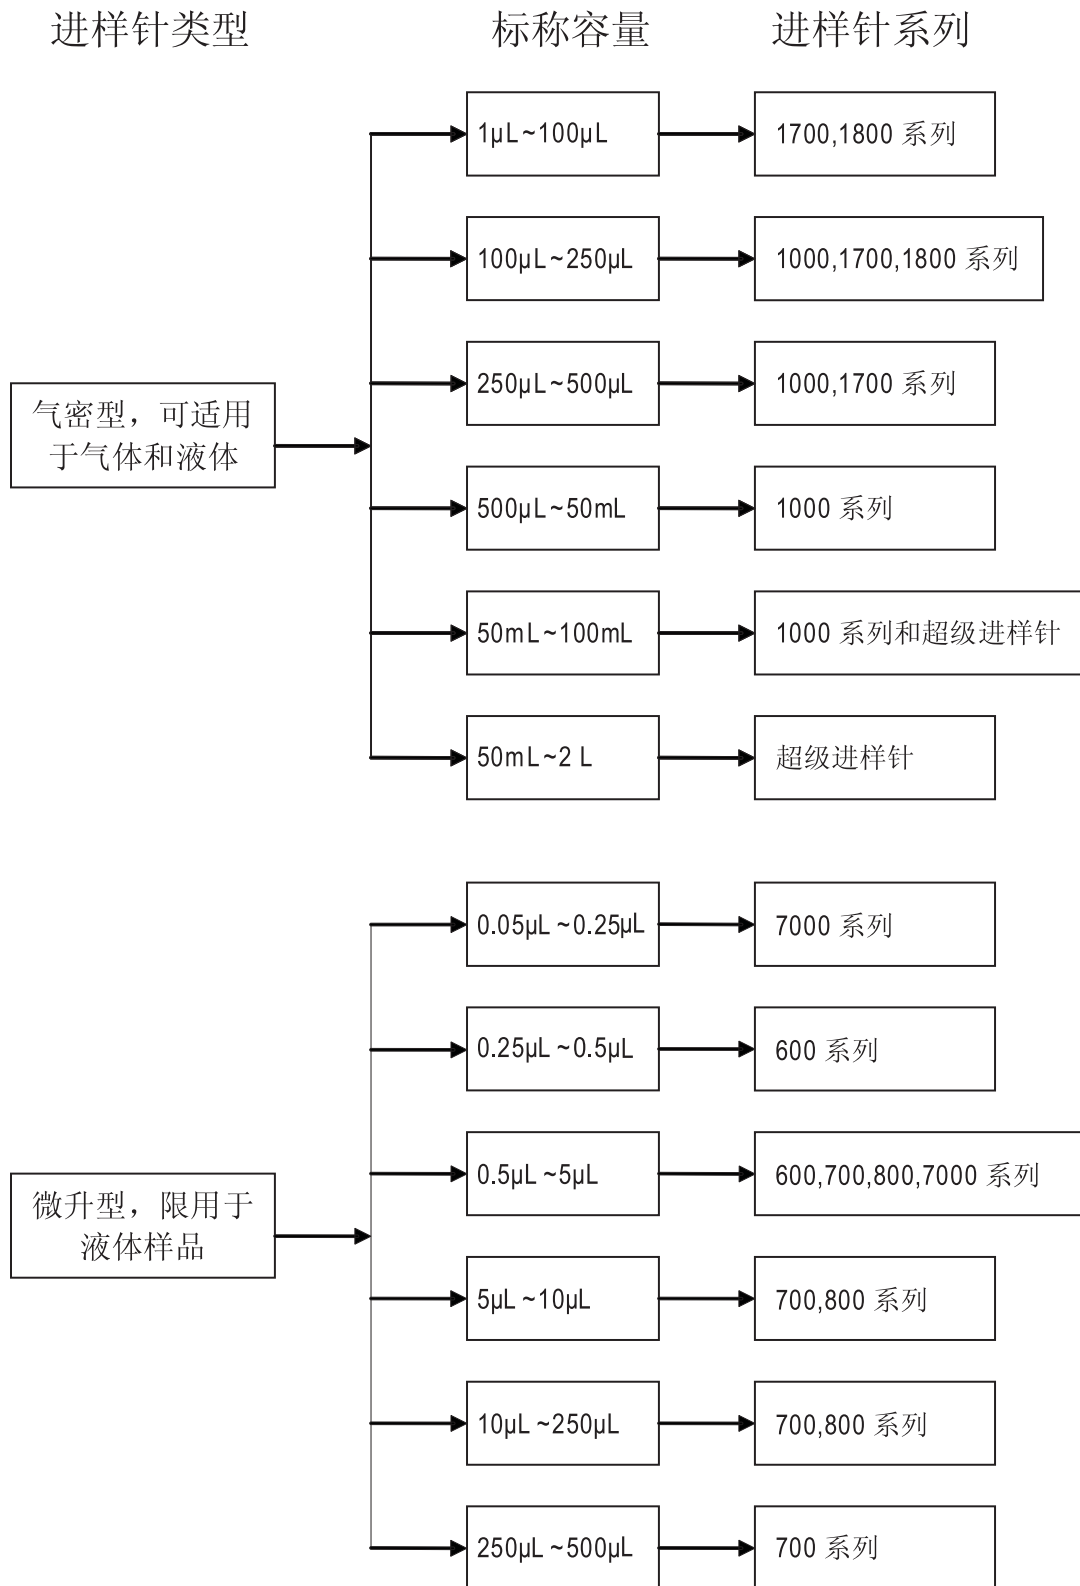 进样针类型 标称容量 进样针系列
1μL~100μL 1700,1800 系列
100μL~250μL 1000,1700,1800 系列
250μL~500μL 1000,1700 系列
气密型，可适用
于气体和液体
500μL~50mL 1000 系列
50mL~100mL 1000 系列和超级进样针
50mL~2 L 超级进样针
0.05μL~0.25μL 7000 系列
0.25μL~0.5μL 600 系列
0.5μL~5μL 600,700,800,7000 系列
微升型，限用于
液体样品
5μL~10μL 700,800 系列
10μL~250μL 700,800 系列
250μL~500μL 700 系列